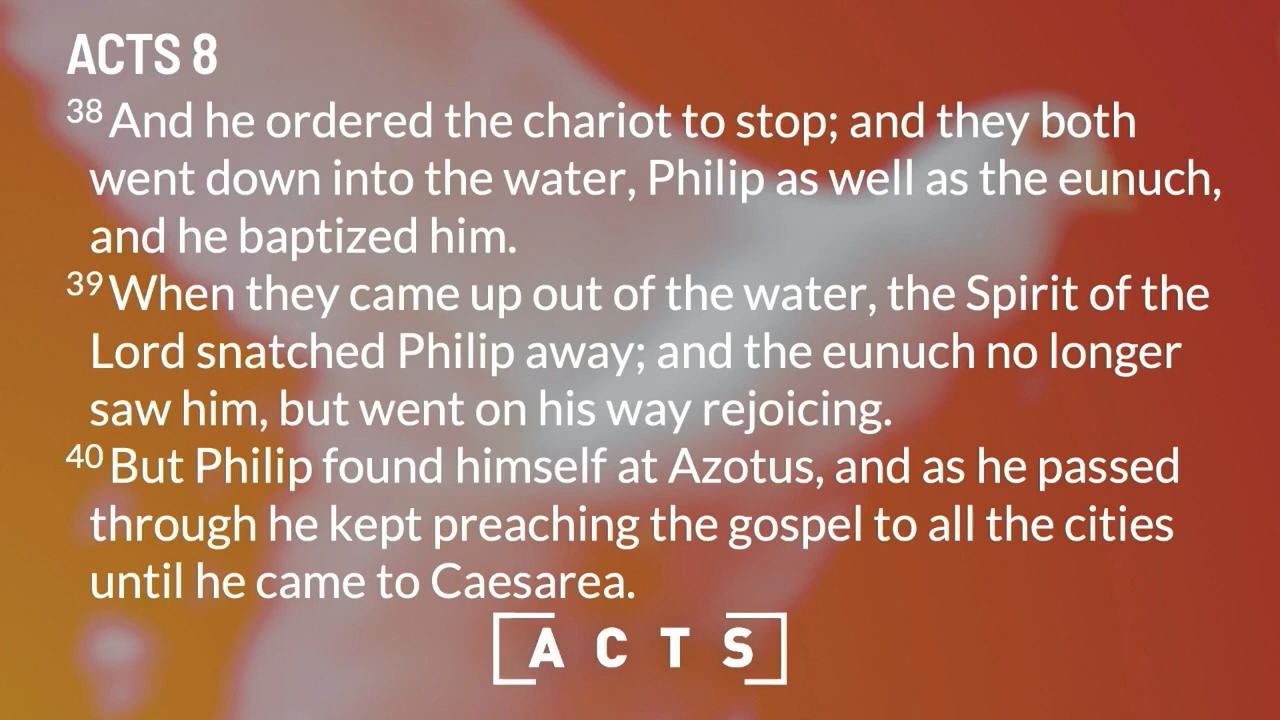 ACTS 8
38 And he ordered the chariot to stop; and they both
went down into the water, Philip as well as the eunuch,
and he baptized him.
39 When they came up out of the water, the Spirit of the
Lord snatched Philip away; and the eunuch no longer
saw him, but went on his way rejoicing.
40 But Philip found himself at Azotus, and as he passed
through he kept preaching the gospel to all the cities
until he came to Caesarea.
ACTS